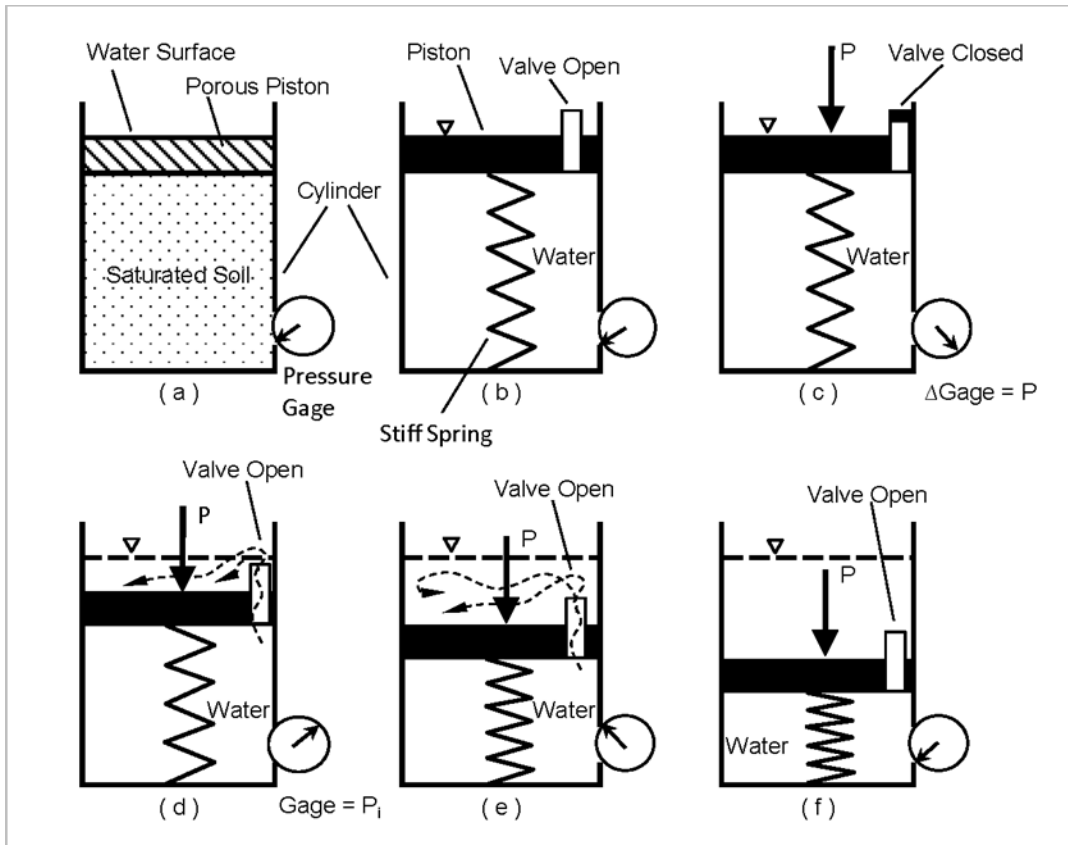 Water Surface
Porous Piston
Saturated Soil
Cylinder
Pressure
Gage
( a )
Piston
Valve Open
Water
Stiff Spring
( b )
P
Valve Closed
Water
( c )
ΔGage = P
Valve Open
P
Water
( d )
Gage = Pᵢ
Valve Open
P
Water
( e )
Valve Open
P
Water
( f )